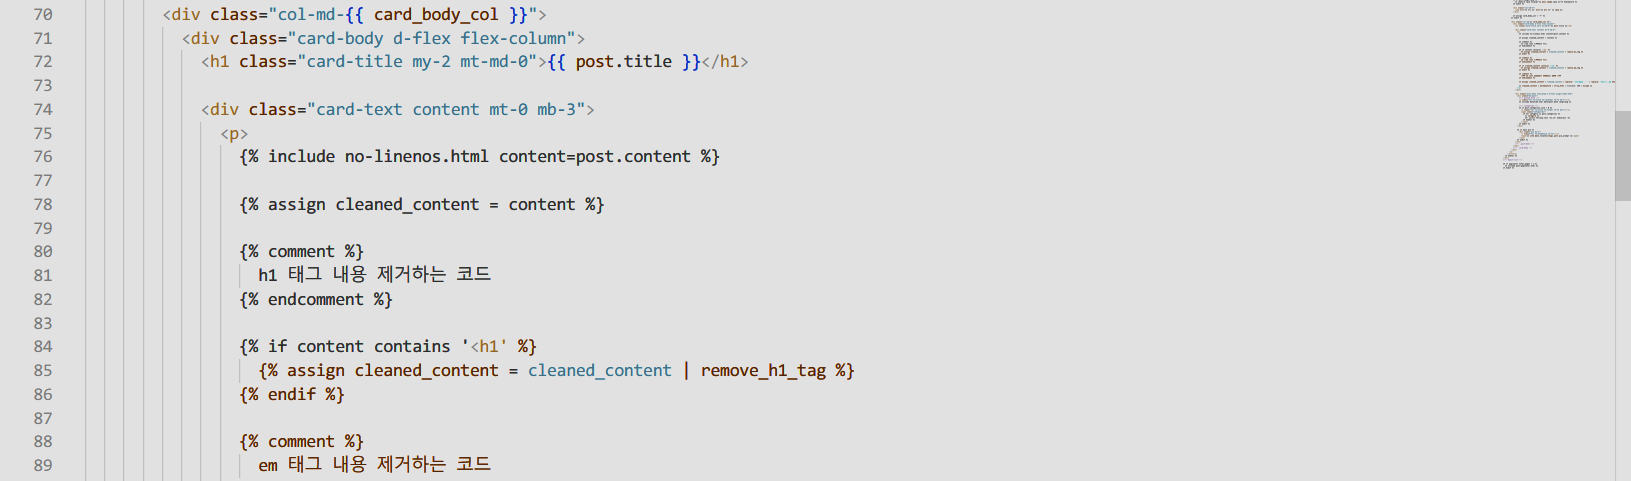 70 <div class="col-md-{{ card_body_col }}">
71 <div class="card-body d-flex flex-column">
72 <h1 class="card-title my-2 mt-md-0">{{ post.title }}</h1>
73
74 <div class="card-text content mt-0 mb-3">
75 <p>
76 {% include no-linenos.html content=post.content %}
77
78 {% assign cleaned_content = content %}
79
80 {% comment %}
81 h1 태그 내용 제거하는 코드
82 {% endcomment %}
83
84 {% if content contains '<h1' %}
85 {% assign cleaned_content = cleaned_content | remove_h1_tag %}
86 {% endif %}
87
88 {% comment %}
89 em 태그 내용 제거하는 코드